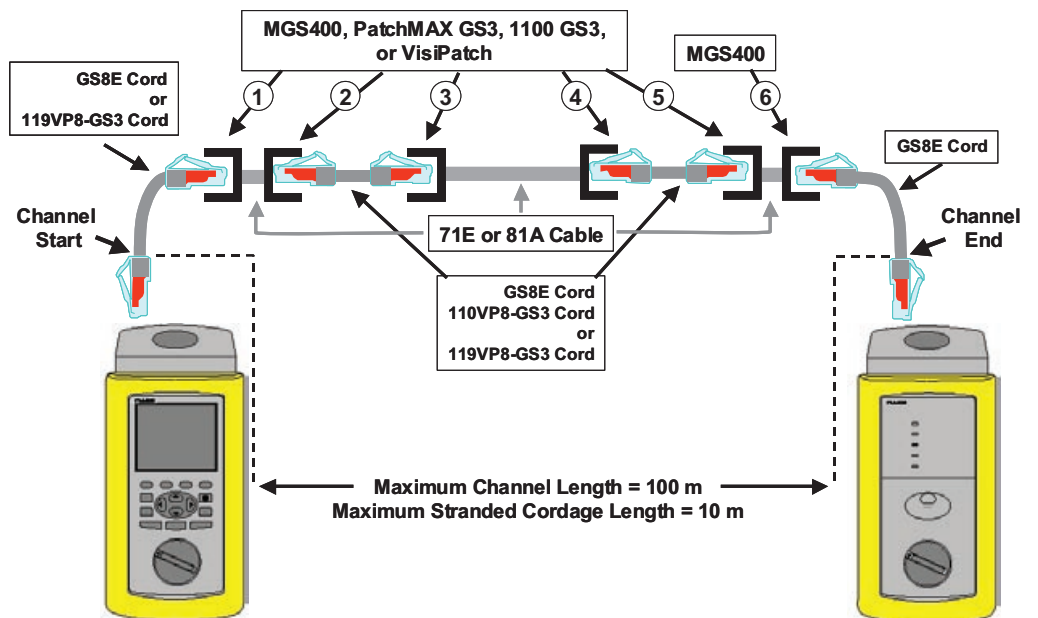 MGS400, PatchMAX GS3, 1100 GS3,
or VisiPatch
MGS400
GS8E Cord
or
119VP8-GS3 Cord
1
2
3
4
5
6
GS8E Cord
Channel
Start
71E or 81A Cable
Channel
End
GS8E Cord
110VP8-GS3 Cord
or
119VP8-GS3 Cord
FLUKE
FLUKE
Maximum Channel Length = 100 m
Maximum Stranded Cordage Length = 10 m